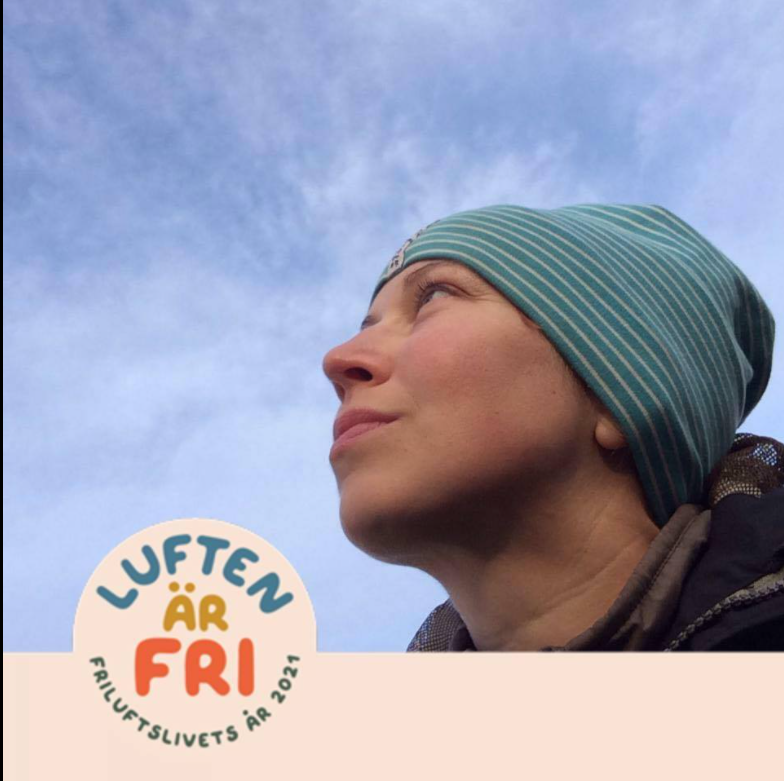 LUFTEN
ÄR
FRI
FRILUFTSLIVETS ÅR 2021